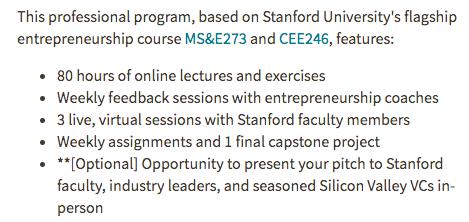 This professional program, based on Stanford University's flagship
entrepreneurship course MS&E273 and CEE246, features:
• 80 hours of online lectures and exercises
• Weekly feedback sessions with entrepreneurship coaches
• 3 live, virtual sessions with Stanford faculty members
• Weekly assignments and 1 final capstone project
• **[Optional] Opportunity to present your pitch to Stanford
faculty, industry leaders, and seasoned Silicon Valley VCs in-
person